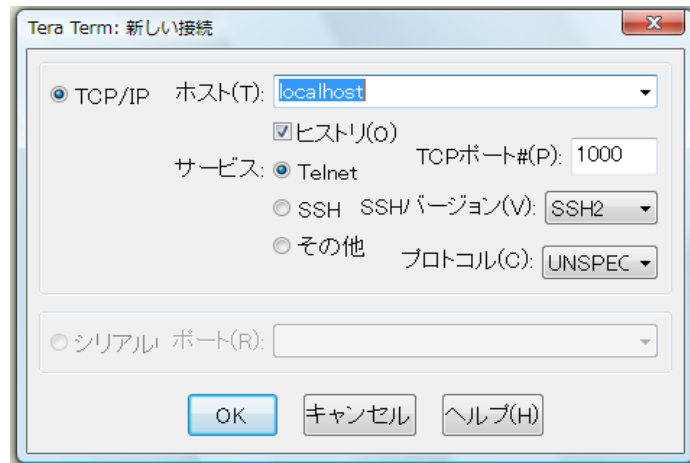 Tera Term: 新しい接続
TCP/IP ホスト(T): localhost
ヒストリ(O)
サービス: Telnet TCPポート#(P): 1000
SSH SSHバージョン(V): SSH2
その他 プロトコル(C): UNSPEC
シリアル ポート(R):
OK キャンセル ヘルプ(H)